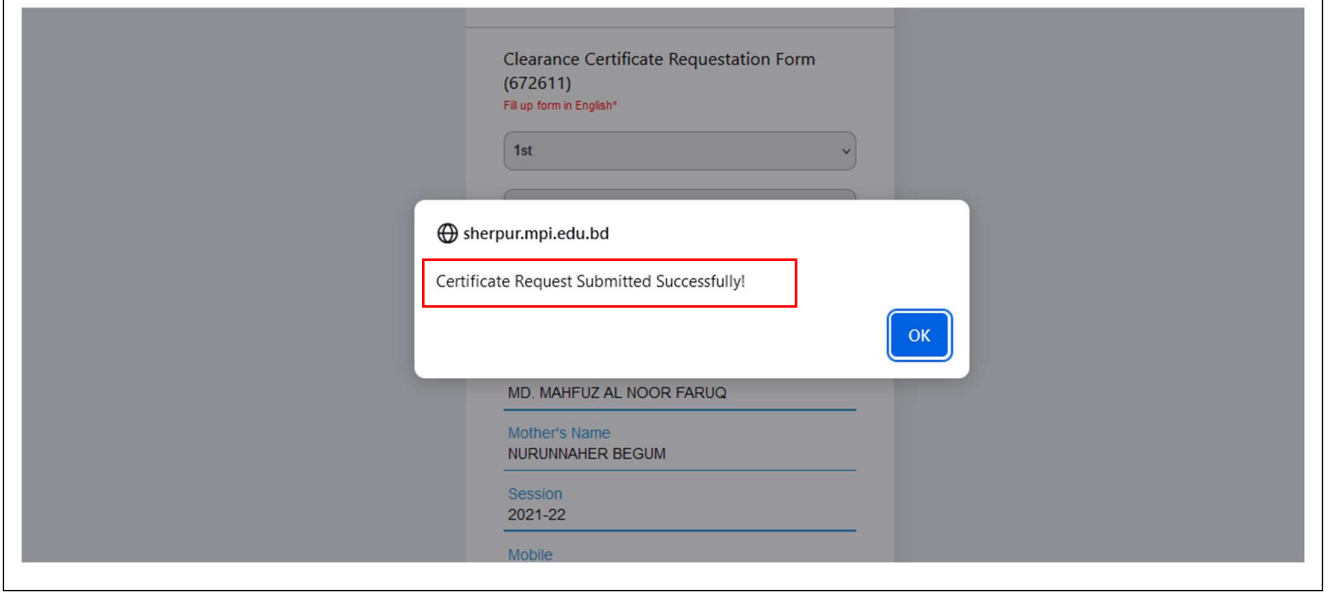 Clearance Certificate Requestation Form
(672611)
Fill up form in English*
1st
sherpur.mpi.edu.bd
Certificate Request Submitted Successfully!
OK
MD. MAHFUZ AL NOOR FARUQ
Mother's Name
NURUNNAHER BEGUM
Session
2021-22
Mobile